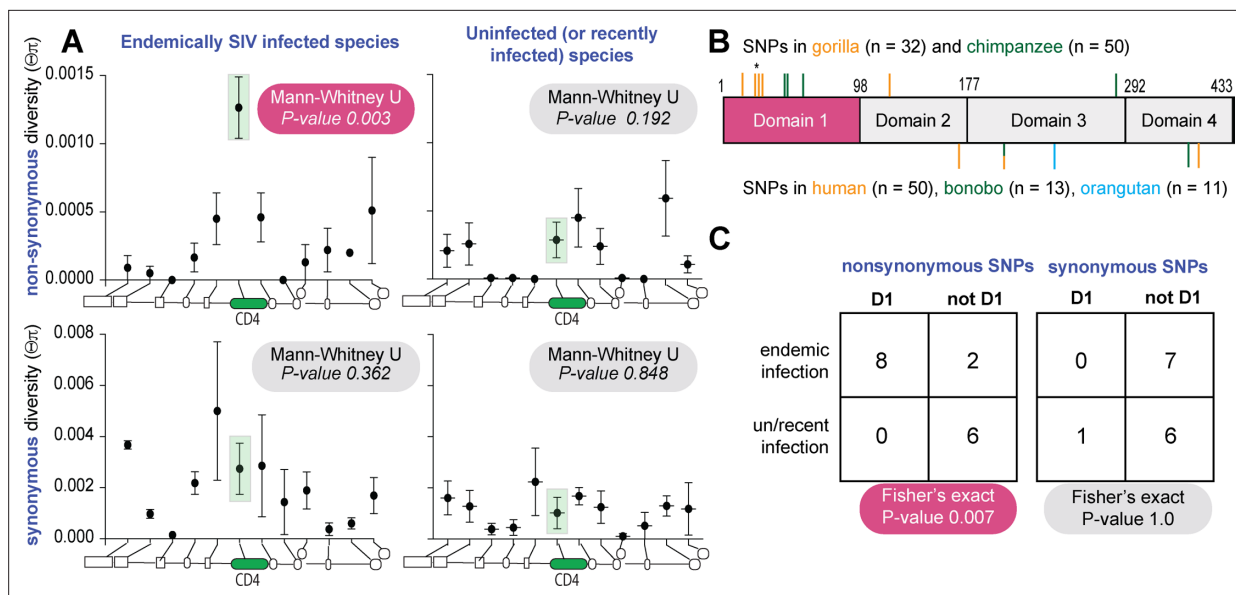 A
Endemically SIV infected species
Uninfected (or recently
infected) species
non-synonymous diversity (Θπ)
0.0015
0.0010
0.0005
0.0000
Mann-Whitney U
P-value 0.003
CD4
Mann-Whitney U
P-value 0.192
CD4
synonymous diversity (Θπ)
0.008
0.006
0.004
0.002
0.000
Mann-Whitney U
P-value 0.362
CD4
Mann-Whitney U
P-value 0.848
CD4
B
SNPs in gorilla (n = 32) and chimpanzee (n = 50)
*
1 98 177 292 433
Domain 1 Domain 2 Domain 3 Domain 4
SNPs in human (n = 50), bonobo (n = 13), orangutan (n = 11)
C
nonsynonymous SNPs synonymous SNPs
D1 not D1 D1 not D1
endemic
infection
8 2 0 7
un/recent
infection
0 6 1 6
Fisher's exact
P-value 0.007
Fisher's exact
P-value 1.0